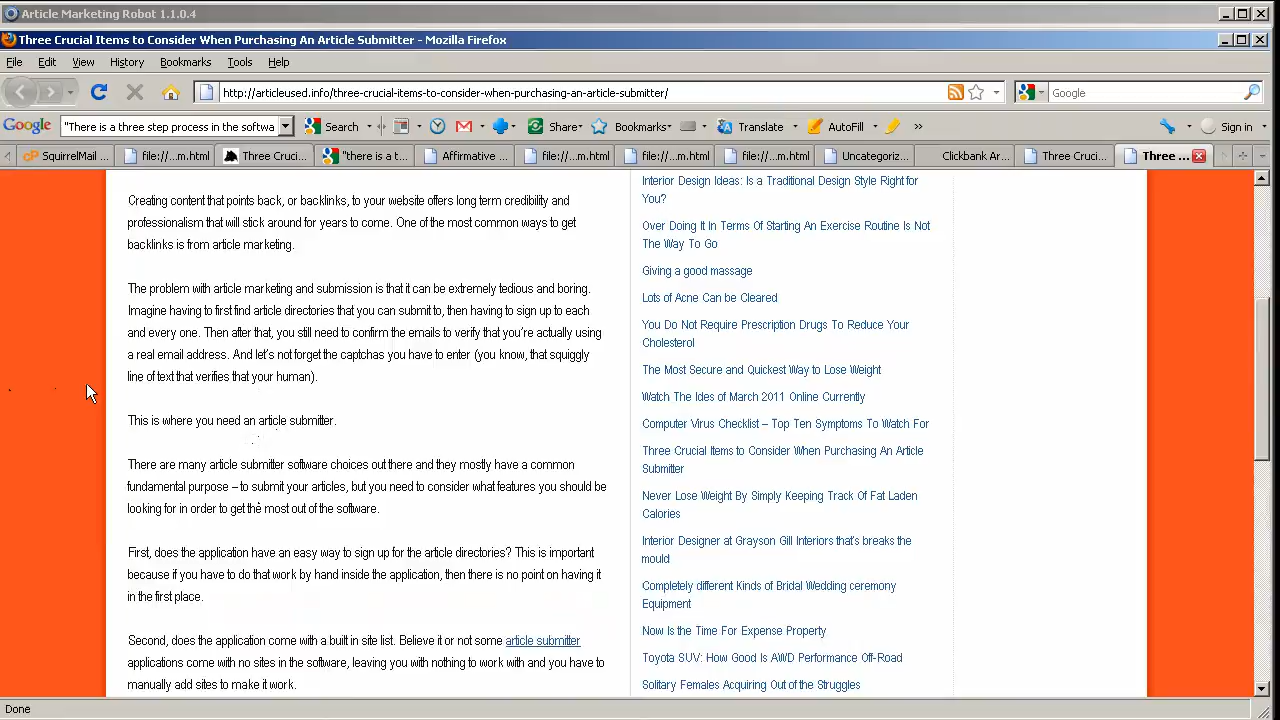 Article Marketing Robot 1.1.0.4
Three Crucial Items to Consider When Purchasing An Article Submitter - Mozilla Firefox
File Edit View History Bookmarks Tools Help
http://articleused.info/three-crucial-items-to-consider-when-purchasing-an-article-submitter/
Google
Google "There is a three step process in the softwa Search Share Bookmarks Translate AutoFill » Sign in
SquirrelMail ... file://...m.html Three Cruci... "there is a t... Affirmative ... file://...m.html file://...m.html file://...m.html Uncategoriz... Clickbank Ar... Three Cruci... Three ...
Creating content that points back, or backlinks, to your website offers long term credibility and
professionalism that will stick around for years to come. One of the most common ways to get
backlinks is from article marketing.
The problem with article marketing and submission is that it can be extremely tedious and boring.
Imagine having to first find article directories that you can submit to, then having to sign up to each
and every one. Then after that, you still need to confirm the emails to verify that you're actually using
a real email address. And let's not forget the captchas you have to enter (you know, that squiggly
line of text that verifies that your human).
This is where you need an article submitter.
There are many article submitter software choices out there and they mostly have a common
fundamental purpose – to submit your articles, but you need to consider what features you should be
looking for in order to get the most out of the software.
First, does the application have an easy way to sign up for the article directories? This is important
because if you have to do that work by hand inside the application, then there is no point on having it
in the first place.
Second, does the application come with a built in site list. Believe it or not some article submitter
applications come with no sites in the software, leaving you with nothing to work with and you have to
manually add sites to make it work.
Interior Design Ideas: Is a Traditional Design Style Right for
You?
Over Doing It In Terms Of Starting An Exercise Routine Is Not
The Way To Go
Giving a good massage
Lots of Acne Can be Cleared
You Do Not Require Prescription Drugs To Reduce Your
Cholesterol
The Most Secure and Quickest Way to Lose Weight
Watch The Ides of March 2011 Online Currently
Computer Virus Checklist – Top Ten Symptoms To Watch For
Three Crucial Items to Consider When Purchasing An Article
Submitter
Never Lose Weight By Simply Keeping Track Of Fat Laden
Calories
Interior Designer at Grayson Gill Interiors that's breaks the
mould
Completely different Kinds of Bridal Wedding ceremony
Equipment
Now Is the Time For Expense Property
Toyota SUV: How Good Is AWD Performance Off-Road
Solitary Females Acquiring Out of the Struggles
Done